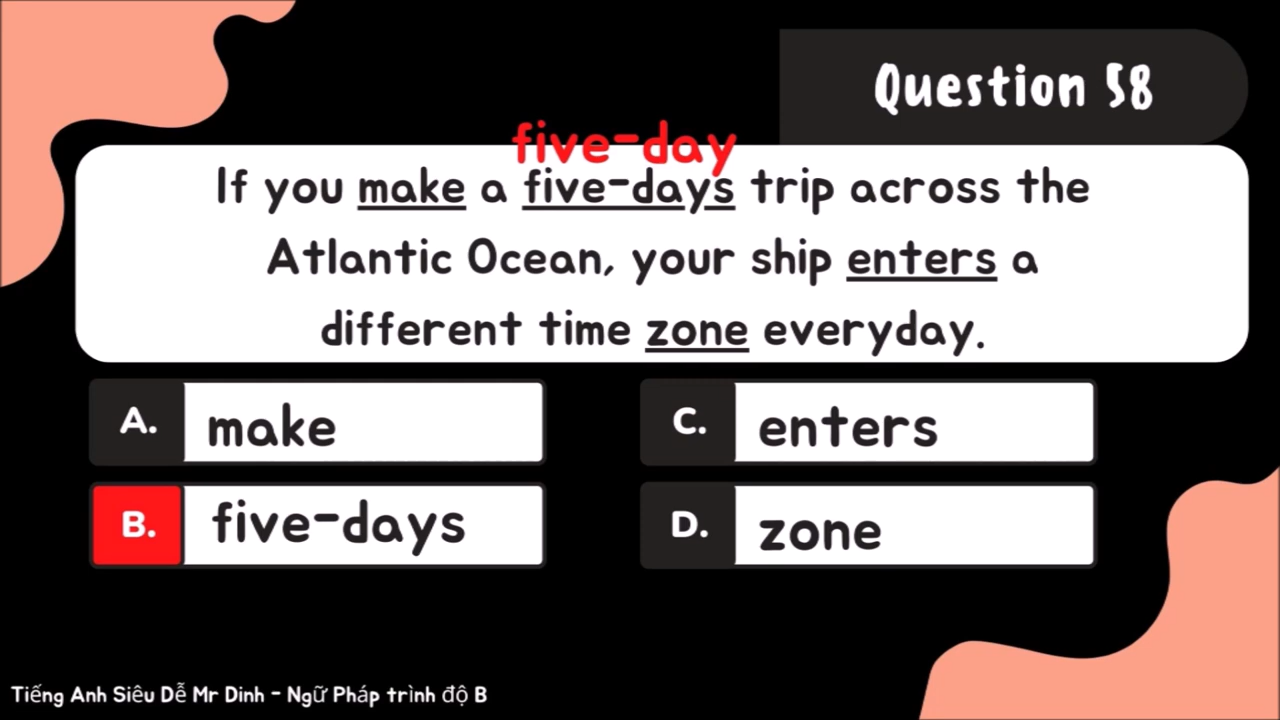 Question 58
five-day
If you make a five-days trip across the
Atlantic Ocean, your ship enters a
different time zone everyday.
A. make
C. enters
B. five-days
D. zone
Tiếng Anh Siêu Dễ Mr Dinh - Ngữ Pháp trình độ B